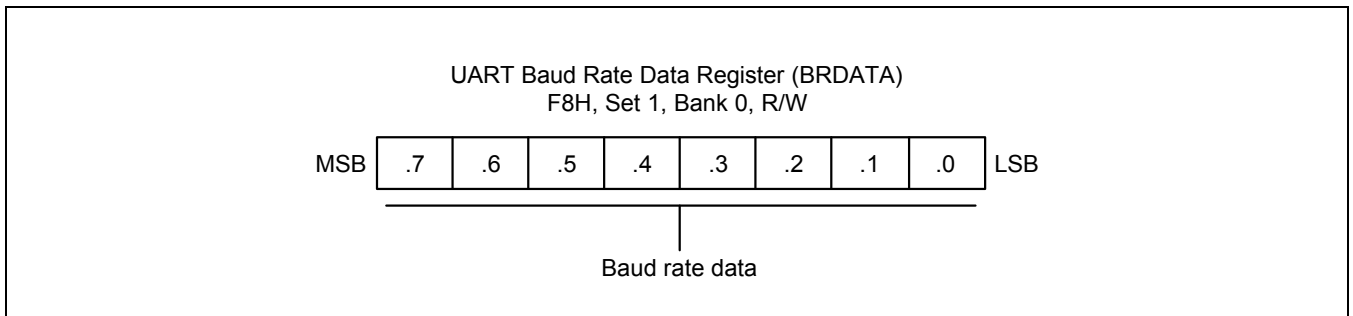 UART Baud Rate Data Register (BRDATA)
F8H, Set 1, Bank 0, R/W
MSB .7 .6 .5 .4 .3 .2 .1 .0 LSB
Baud rate data